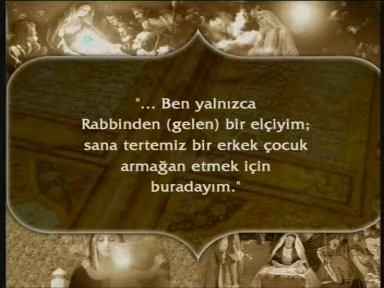 "... Ben yalnızca
Rabbinden (gelen) bir elçiyim;
sana tertemiz bir erkek çocuk
armağan etmek için
buradayım."